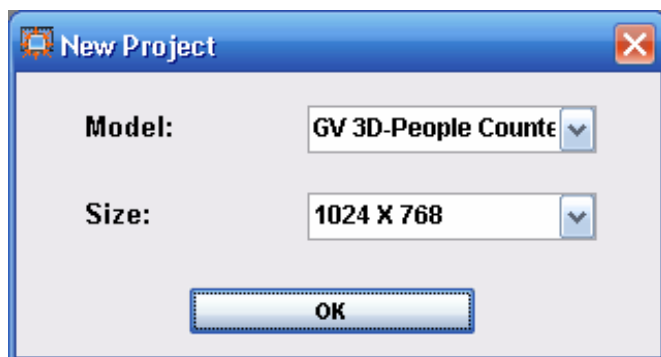 New Project
Model:
GV 3D-People Counte
Size:
1024 X 768
OK